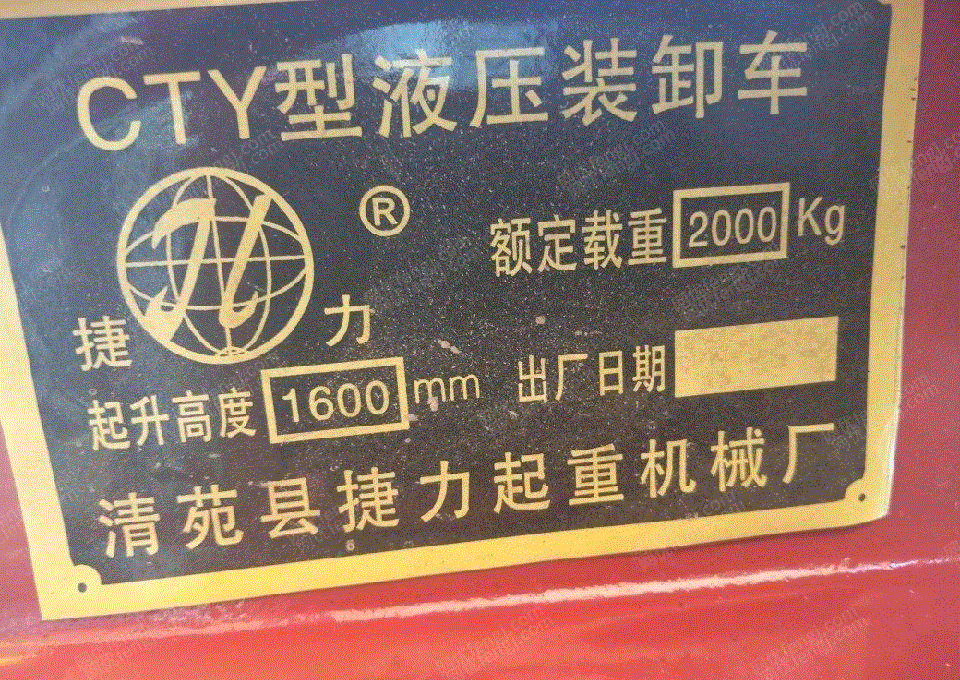 CTY型液压装卸车
®
额定载重 2000 Kg
捷 力
起升高度 1600 mm 出厂日期
清苑县捷力起重机械厂